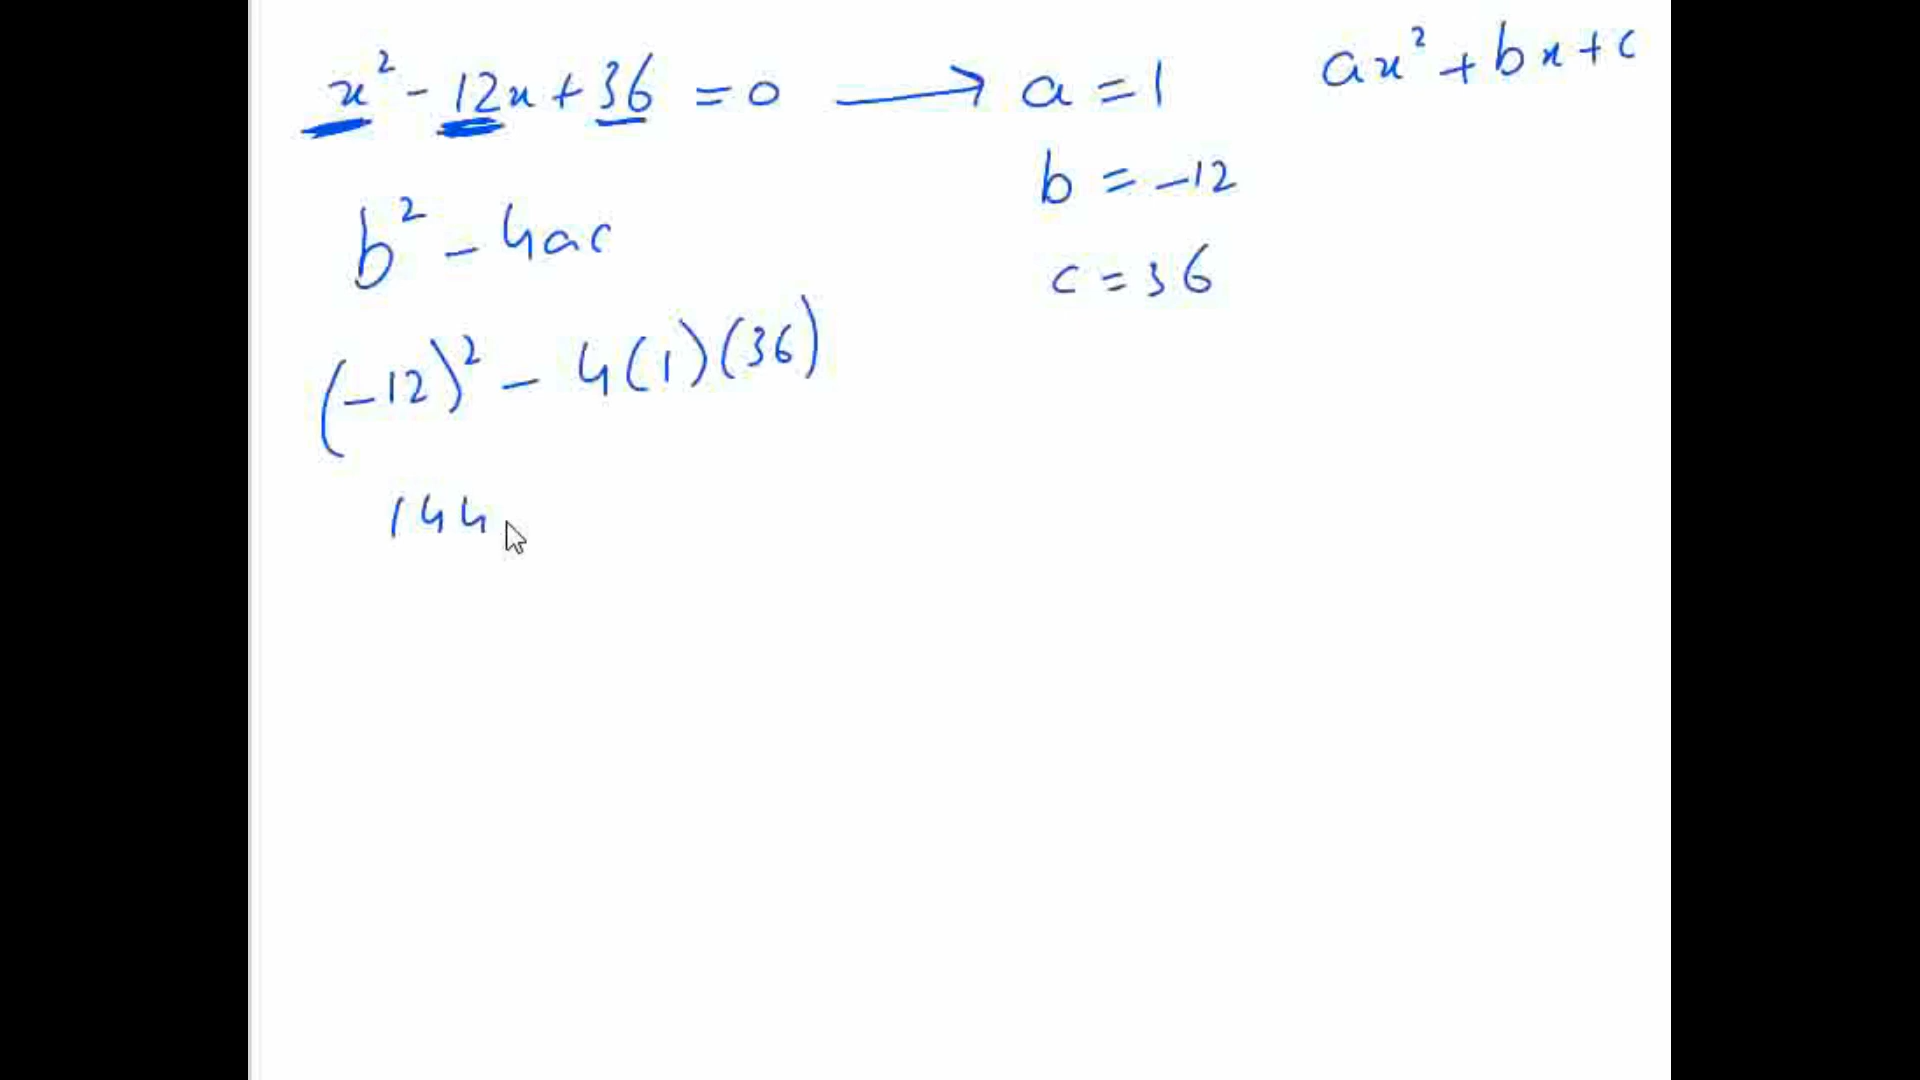 x² - 12x + 36 = 0 → a = 1 ax² + bx + c
b = -12
b² - 4ac
c = 36
(-12)² - 4(1)(36)
144